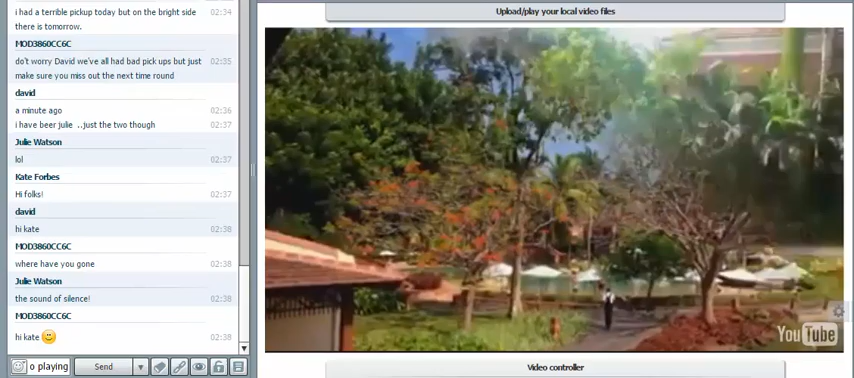 i had a terrible pickup today but on the bright side 02:34
there is tomorrow.
MOD3860CC6C
do't worry David we've all had bad pick ups but just 02:35
make sure you miss out the next time round
david
a minute ago 02:36
i have beer julie ..just the two though 02:37
Julie Watson
lol 02:37
Kate Forbes
Hi folks! 02:37
david
hi kate 02:38
MOD3860CC6C
where have you gone 02:38
Julie Watson
the sound of silence! 02:38
MOD3860CC6C
hi kate 02:38
o playing
Send
Upload/play your local video files
YouTube
Video controller